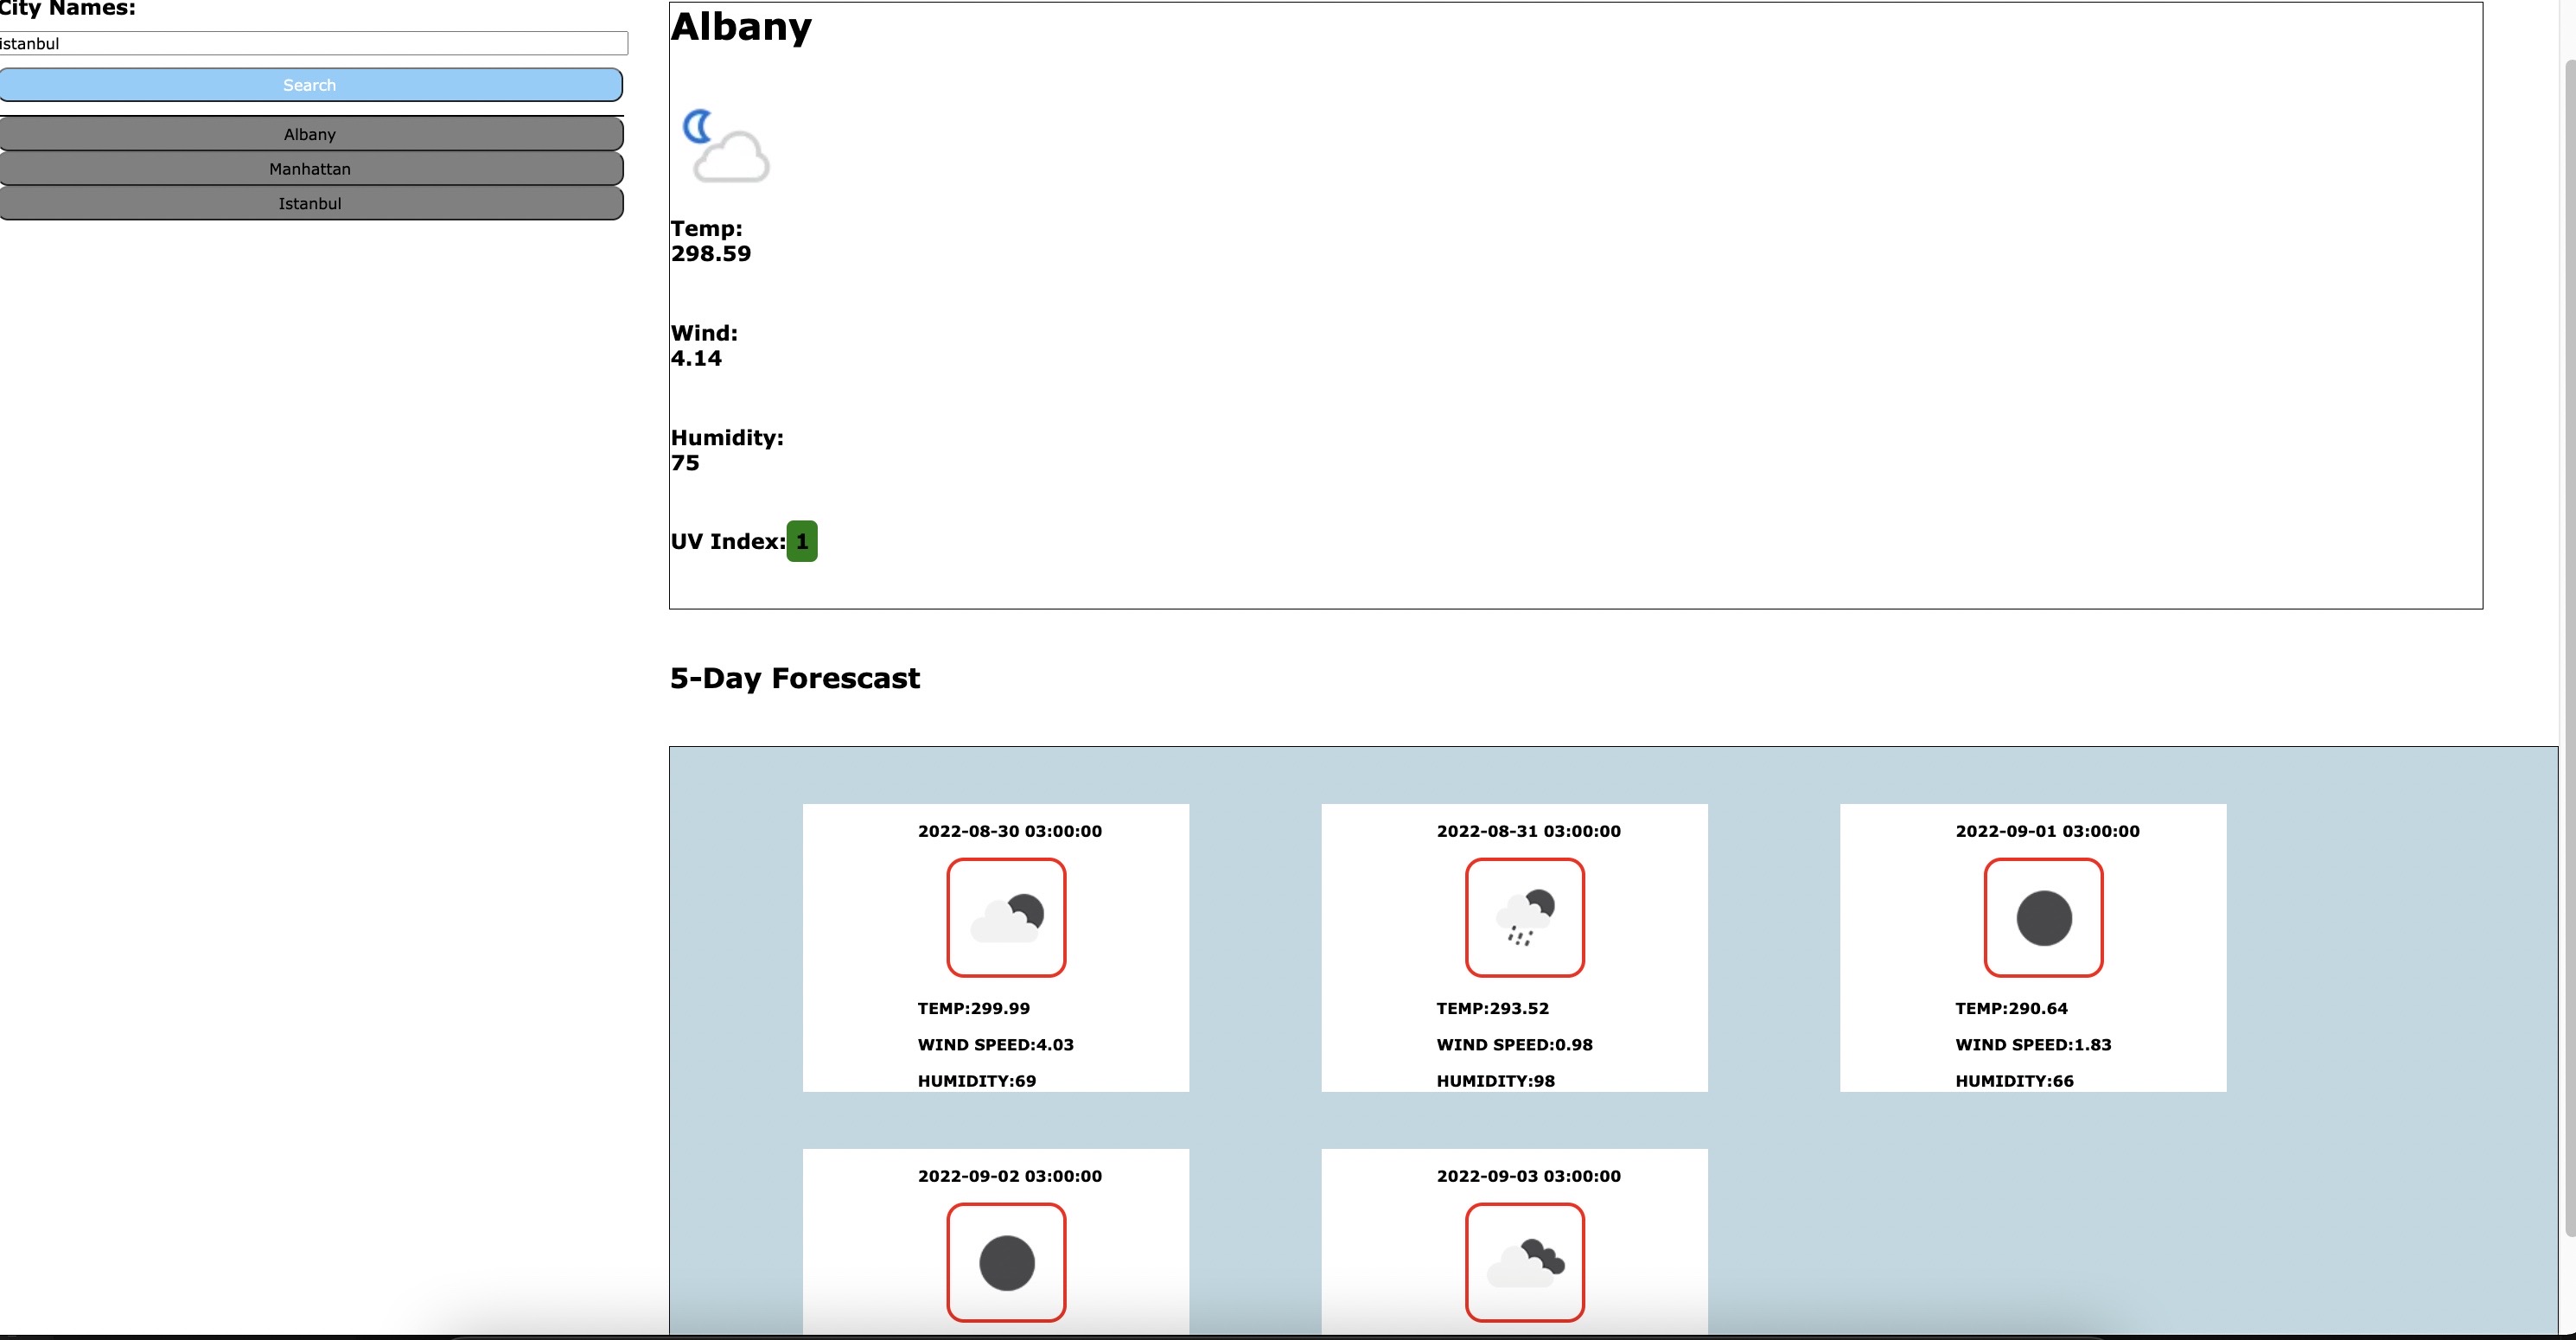 City Names:
istanbul
Search
Albany
Manhattan
Istanbul
Albany
Temp:
298.59
Wind:
4.14
Humidity:
75
UV Index: 1
5-Day Forescast
2022-08-30 03:00:00
TEMP:299.99
WIND SPEED:4.03
HUMIDITY:69
2022-08-31 03:00:00
TEMP:293.52
WIND SPEED:0.98
HUMIDITY:98
2022-09-01 03:00:00
TEMP:290.64
WIND SPEED:1.83
HUMIDITY:66
2022-09-02 03:00:00
2022-09-03 03:00:00